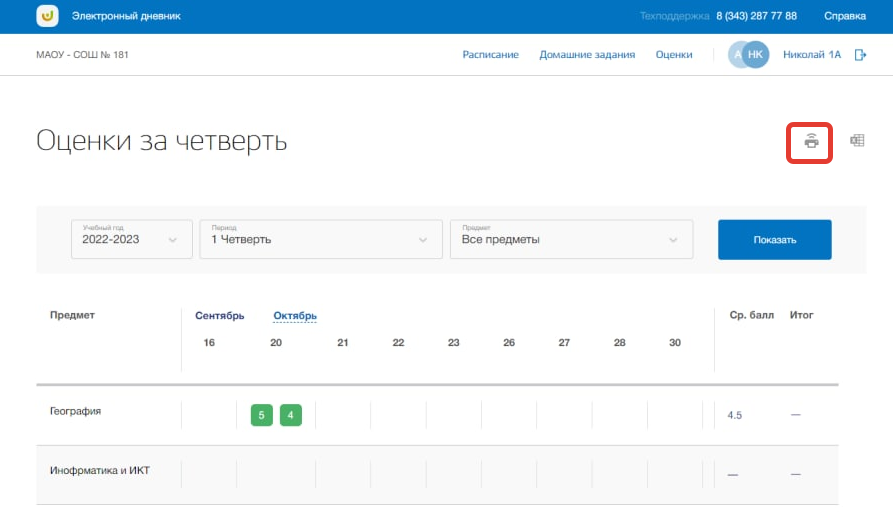 Электронный дневник
Техподдержка 8 (343) 287 77 88 Справка
МАОУ - СОШ № 181
Расписание Домашние задания Оценки А НК Николай 1А
Оценки за четверть
Учебный год
2022-2023
Период
1 Четверть
Предмет
Все предметы
Показать
Предмет Сентябрь Октябрь Ср. балл Итог
16 20 21 22 23 26 27 28 30
География 5 4 4.5 —
Инофрматика и ИКТ — —